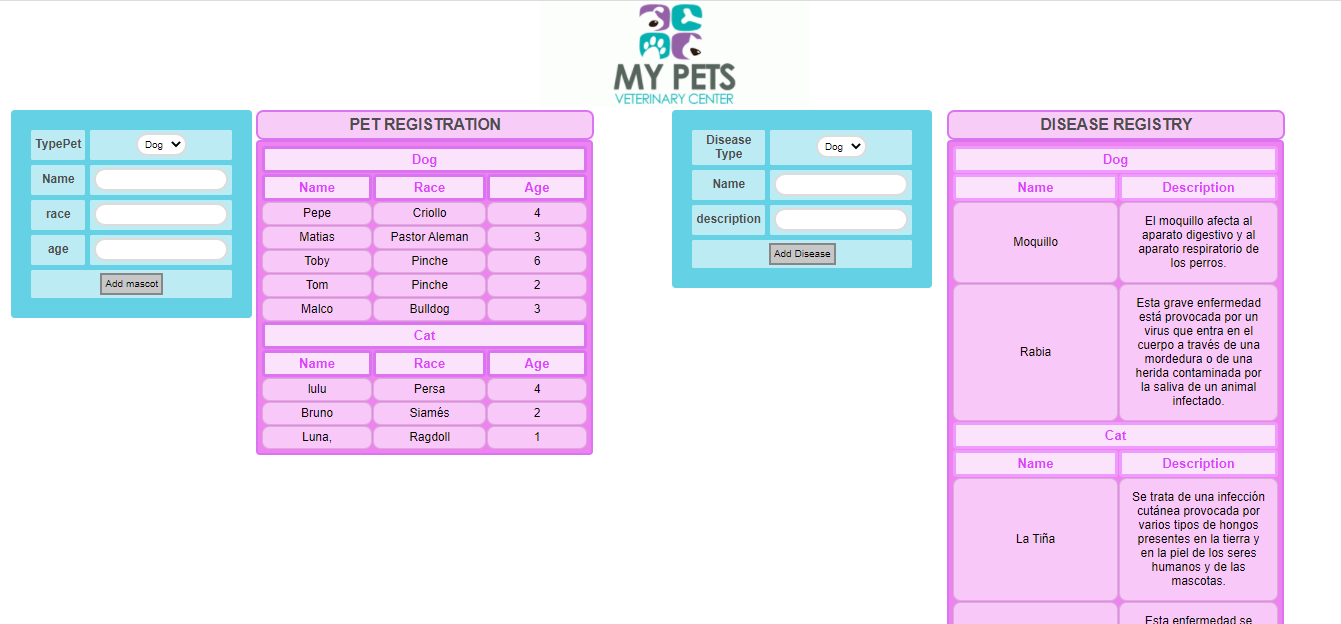 MY PETS
VETERINARY CENTER
TypePet Dog
Name
race
age
Add mascot
PET REGISTRATION
Dog
Name Race Age
Pepe Criollo 4
Matias Pastor Aleman 3
Toby Pinche 6
Tom Pinche 2
Malco Bulldog 3
Cat
Name Race Age
lulu Persa 4
Bruno Siamés 2
Luna, Ragdoll 1
Disease
Type
Dog
Name
description
Add Disease
DISEASE REGISTRY
Dog
Name Description
Moquillo
El moquillo afecta al
aparato digestivo y al
aparato respiratorio de
los perros.
Rabia
Esta grave enfermedad
está provocada por un
virus que entra en el
cuerpo a través de una
mordedura o de una
herida contaminada por
la saliva de un animal
infectado.
Cat
Name Description
La Tiña
Se trata de una infección
cutánea provocada por
varios tipos de hongos
presentes en la tierra y
en la piel de los seres
humanos y de las
mascotas.
Esta enfermedad se